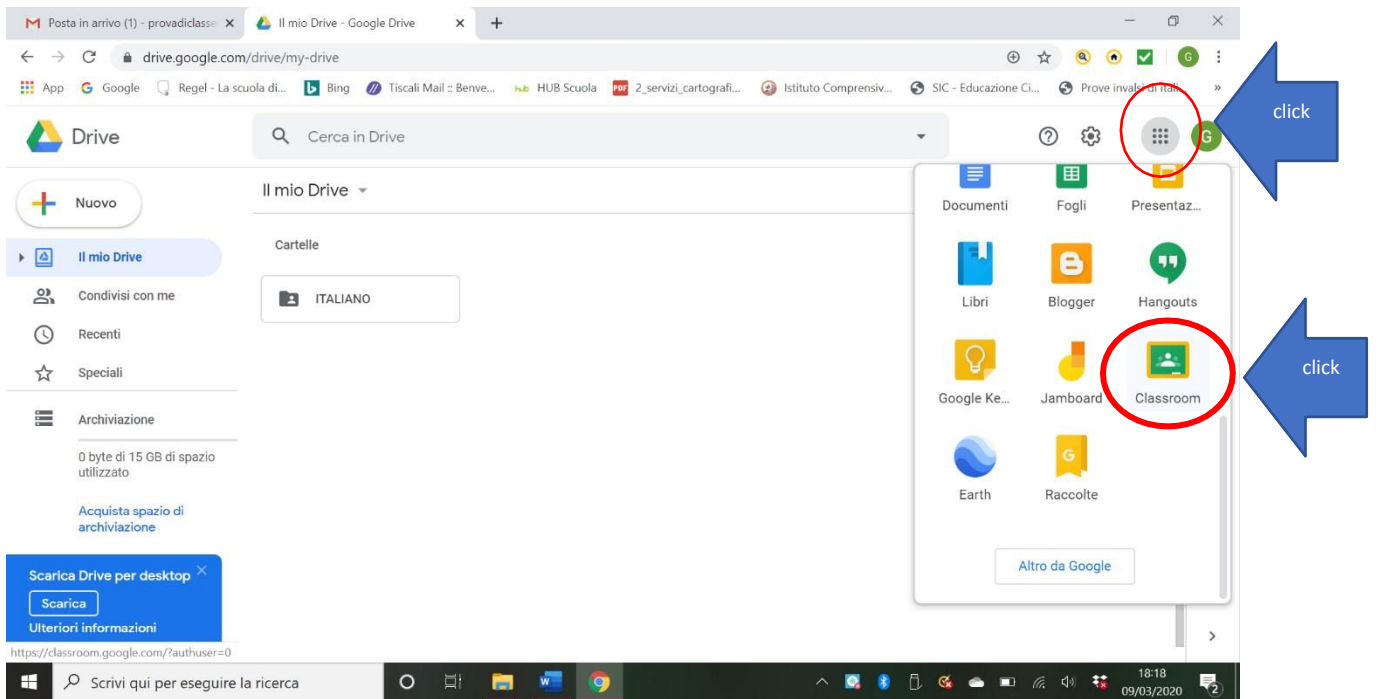 Posta in arrivo (1) - provadiclasse
Il mio Drive - Google Drive
drive.google.com/drive/my-drive
G
App
G Google
Regel - La scuola di...
Bing
Tiscali Mail :: Benve...
hub HUB Scuola
PDF 2_servizi_cartografi...
Istituto Comprensiv...
SIC - Educazione Ci...
Prove invalsi di itali...
»
click
Drive
Cerca in Drive
G
Nuovo
Il mio Drive
Il mio Drive
Condivisi con me
Recenti
Speciali
Archiviazione
0 byte di 15 GB di spazio
utilizzato
Acquista spazio di
archiviazione
Scarica Drive per desktop
Scarica
Ulteriori informazioni
https://classroom.google.com/?authuser=0
Cartelle
ITALIANO
Documenti
Fogli
Presentaz...
Libri
Blogger
Hangouts
Google Ke...
Jamboard
Classroom
click
Earth
G
Raccolte
Altro da Google
Scrivi qui per eseguire la ricerca
18:18
09/03/2020
2